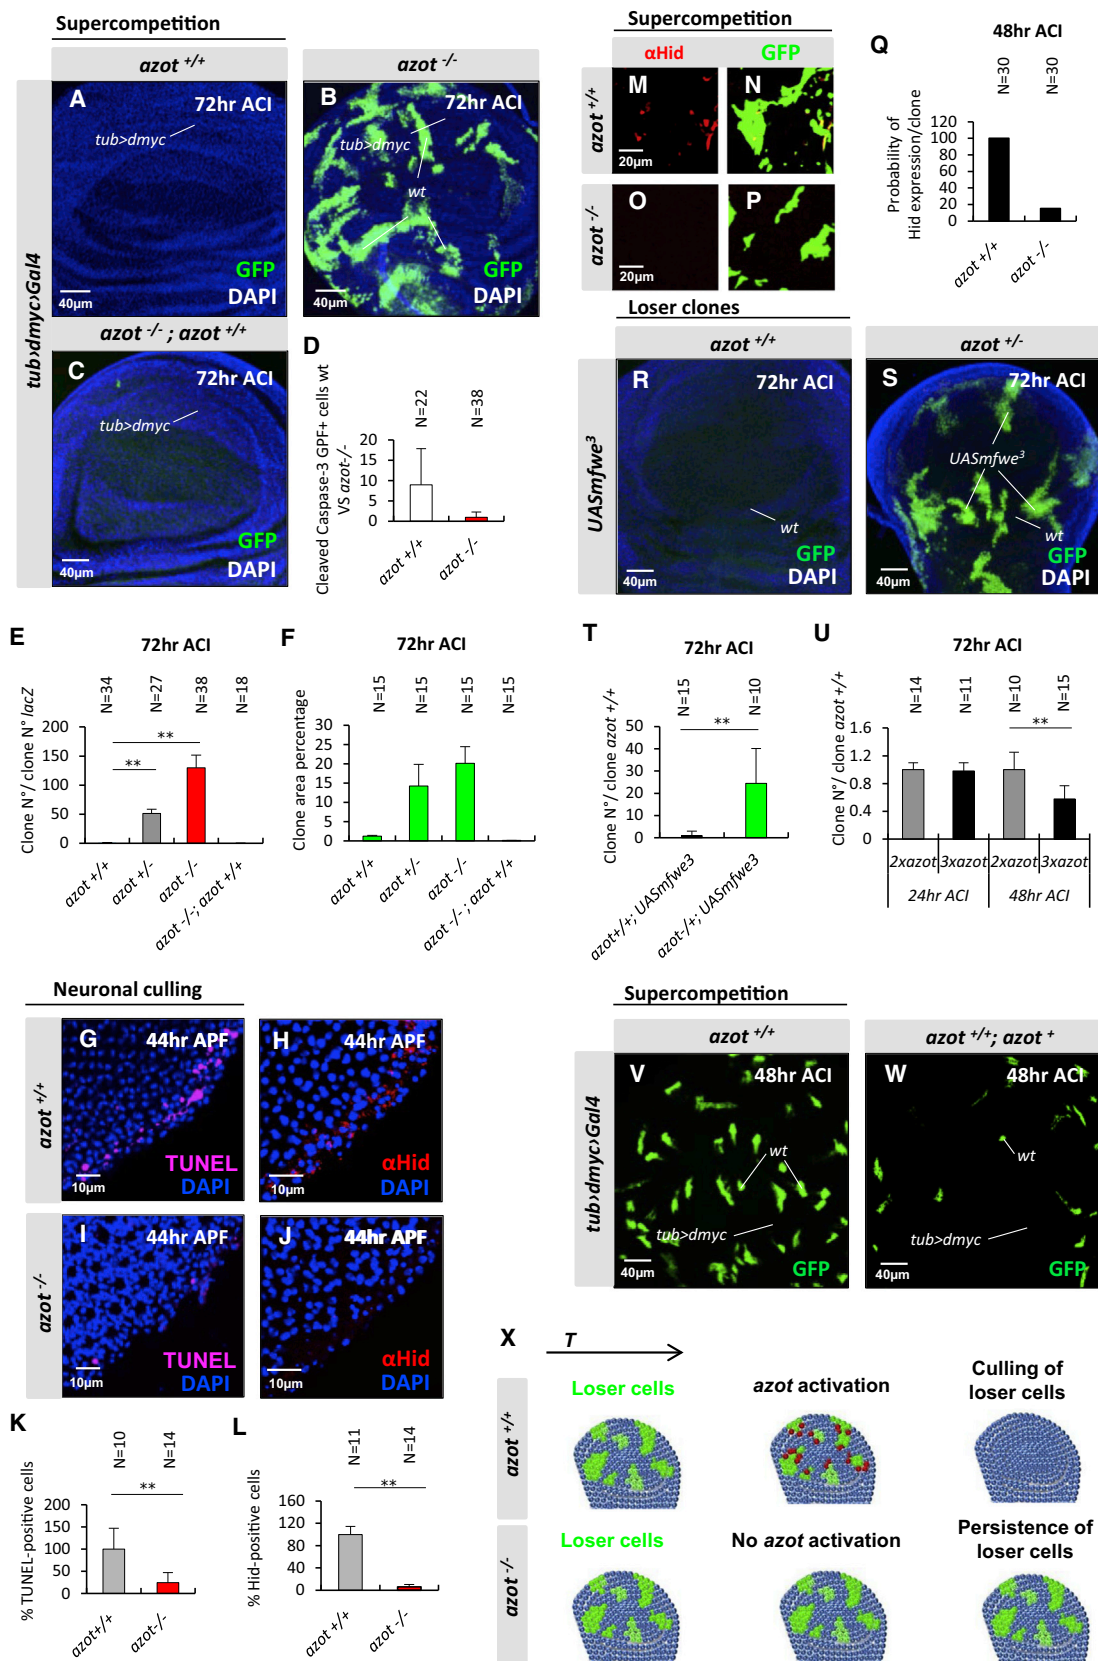 Supercompetition
azot +/+
azot -/-
tub>dmyc>Gal4
A
72hr ACI
tub>dmyc
GFP
DAPI
40µm
B
72hr ACI
tub>dmyc
wt
GFP
DAPI
40µm
azot -/- ; azot +/+
C
72hr ACI
tub>dmyc
GFP
DAPI
40µm
D
Cleaved Caspase-3 GPF+ cells wt
VS azot-/-
N=22
N=38
20
15
10
5
0
azot +/+
azot -/-
E
72hr ACI
Clone N°/ clone N° lacZ
N=34
N=27
N=38
N=18
200
150
100
50
0
**
**
azot +/+
azot +/-
azot -/-
azot -/-; azot +/+
F
72hr ACI
Clone area percentage
N=15
N=15
N=15
N=15
30
25
20
15
10
5
0
azot +/+
azot +/-
azot -/-
azot -/- ; azot +/+
Neuronal culling
azot +/+
G
44hr APF
TUNEL
DAPI
10µm
H
44hr APF
αHid
DAPI
10µm
azot -/-
I
44hr APF
TUNEL
DAPI
10µm
J
44hr APF
αHid
DAPI
10µm
K
% TUNEL-positive cells
N=10
N=14
**
200
150
100
50
0
azot+/+
azot-/-
L
% Hid-positive cells
N=11
N=14
**
160
120
80
40
0
azot +/+
azot -/-
Supercompetition
αHid
GFP
azot +/+
M
20µm
N
azot -/-
O
20µm
P
Q
48hr ACI
Probability of
Hid expression/clone
N=30
N=30
120
100
80
60
40
20
0
azot +/+
azot -/-
Loser clones
azot +/+
azot +/-
UASmfwe3
R
72hr ACI
wt
GFP
DAPI
40µm
S
72hr ACI
UASmfwe3
wt
GFP
DAPI
40µm
T
72hr ACI
Clone N°/ clone azot +/+
N=15
N=10
**
50
40
30
20
10
0
azot+/+; UASmfwe3
azot-/+; UASmfwe3
U
72hr ACI
Clone N°/ clone azot +/+
N=14
N=11
N=10
N=15
**
1.6
1.2
0.8
0.4
0
2xazot
3xazot
2xazot
3xazot
24hr ACI
48hr ACI
Supercompetition
azot +/+
azot +/+; azot +
tub>dmyc>Gal4
V
48hr ACI
wt
tub>dmyc
GFP
40µm
W
48hr ACI
wt
tub>dmyc
GFP
40µm
X
T
azot +/+
Loser cells
azot activation
Culling of
loser cells
azot -/-
Loser cells
No azot activation
Persistence of
loser cells